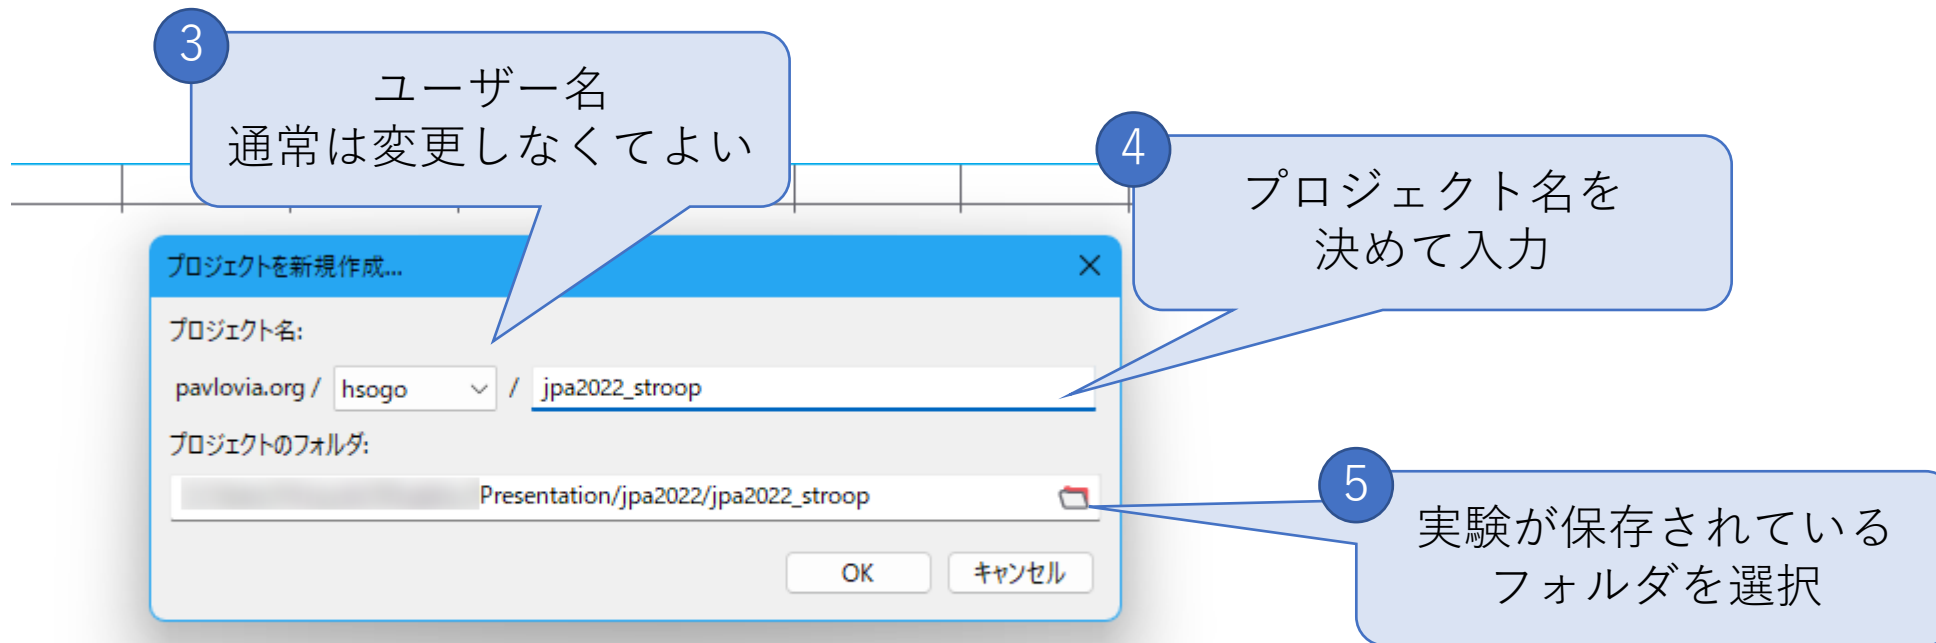 3
ユーザー名
通常は変更しなくてよい
4
プロジェクト名を
決めて入力
プロジェクトを新規作成...
プロジェクト名:
pavlovia.org / hsogo / jpa2022_stroop
プロジェクトのフォルダ:
Presentation/jpa2022/jpa2022_stroop
5
実験が保存されている
フォルダを選択
OK キャンセル